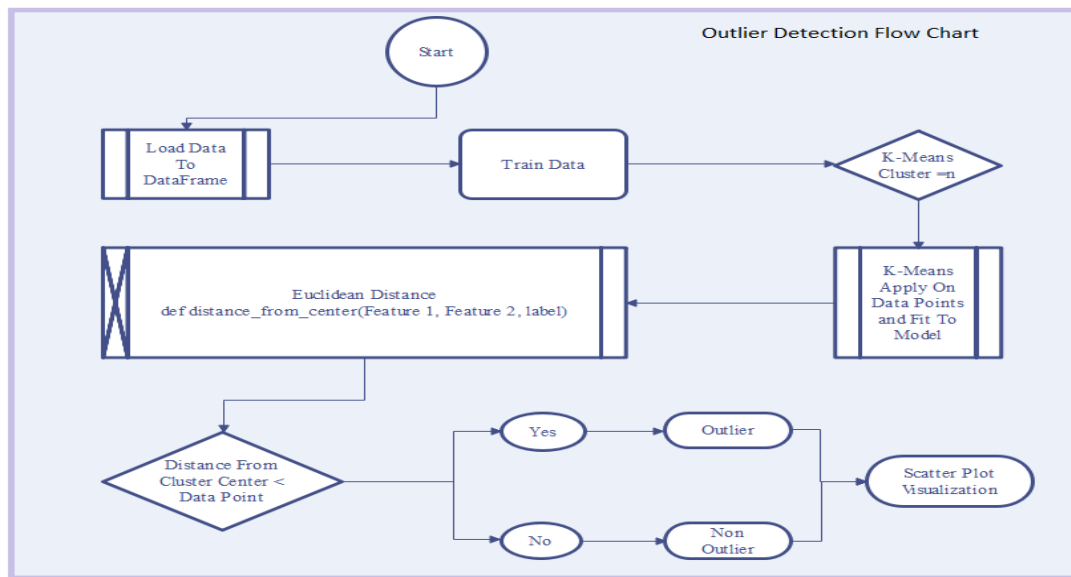 Outlier Detection Flow Chart
Start
Load Data
To
DataFrame
Train Data
K-Means
Cluster =n
K-Means
Apply On
Data Points
and Fit To
Model
Euclidean Distance
def distance_from_center(Feature 1, Feature 2, label)
Distance From
Cluster Center <
Data Point
Yes
Outlier
No
Non
Outlier
Scatter Plot
Visualization